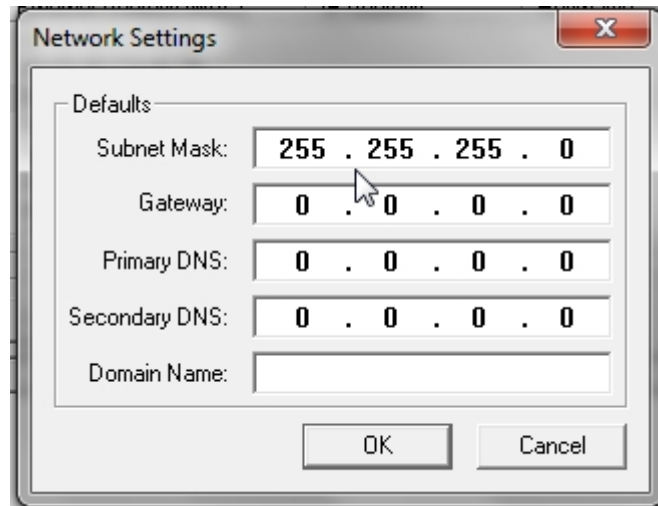 Network Settings
Defaults
Subnet Mask: 255 . 255 . 255 . 0
Gateway: 0 . 0 . 0 . 0
Primary DNS: 0 . 0 . 0 . 0
Secondary DNS: 0 . 0 . 0 . 0
Domain Name:
OK Cancel